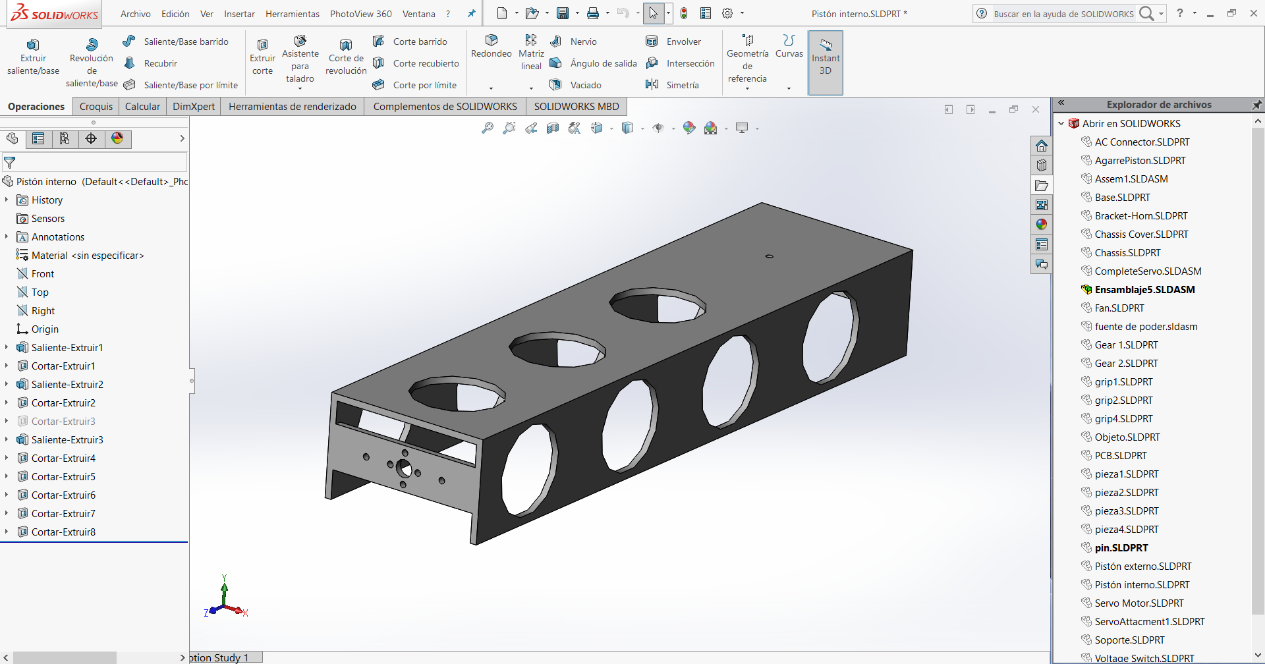 SOLIDWORKS
Archivo Edición Ver Insertar Herramientas PhotoView 360 Ventana ?
Pistón interno.SLDPRT *
Buscar en la ayuda de SOLIDWORKS
?
Extruir saliente/base
Revolución de saliente/base
Saliente/Base barrido
Recubrir
Saliente/Base por límite
Extruir corte
Asistente para taladro
Corte de revolución
Corte barrido
Corte recubierto
Corte por límite
Redondeo
Matriz lineal
Nervio
Ángulo de salida
Vaciado
Envolver
Intersección
Simetría
Geometría de referencia
Curvas
Instant 3D
Operaciones Croquis Calcular DimXpert Herramientas de renderizado Complementos de SOLIDWORKS SOLIDWORKS MBD
Pistón interno (Default<<Default>_Phc
History
Sensors
Annotations
Material <sin especificar>
Front
Top
Right
Origin
Saliente-Extruir1
Cortar-Extruir1
Saliente-Extruir2
Cortar-Extruir2
Cortar-Extruir3
Saliente-Extruir3
Cortar-Extruir4
Cortar-Extruir5
Cortar-Extruir6
Cortar-Extruir7
Cortar-Extruir8
Y
Z
X
otion Study 1
Explorador de archivos
Abrir en SOLIDWORKS
AC Connector.SLDPRT
AgarrePiston.SLDPRT
Assem1.SLDASM
Base.SLDPRT
Bracket-Horn.SLDPRT
Chassis Cover.SLDPRT
Chassis.SLDPRT
CompleteServo.SLDASM
Ensamblaje5.SLDASM
Fan.SLDPRT
fuente de poder.sldasm
Gear 1.SLDPRT
Gear 2.SLDPRT
grip1.SLDPRT
grip2.SLDPRT
grip4.SLDPRT
Objeto.SLDPRT
PCB.SLDPRT
pieza1.SLDPRT
pieza2.SLDPRT
pieza3.SLDPRT
pieza4.SLDPRT
pin.SLDPRT
Pistón externo.SLDPRT
Pistón interno.SLDPRT
Servo Motor.SLDPRT
ServoAttacment1.SLDPRT
Soporte.SLDPRT
Voltage Switch.SLDPRT